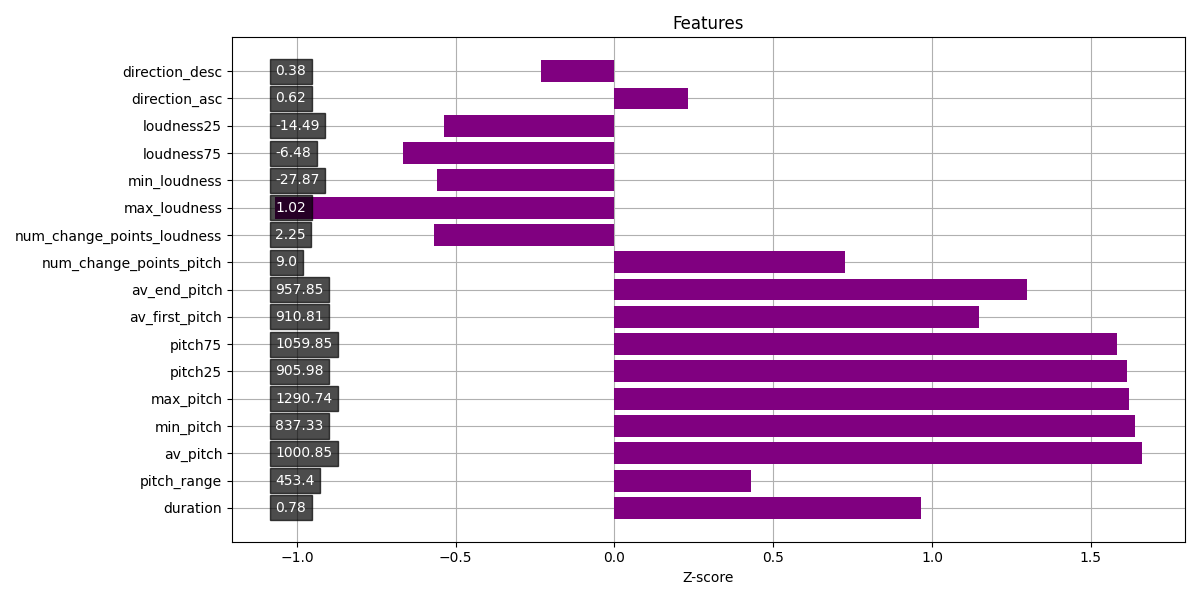 Features
direction_desc 0.38
direction_asc 0.62
loudness25 -14.49
loudness75 -6.48
min_loudness -27.87
max_loudness 1.02
num_change_points_loudness 2.25
num_change_points_pitch 9.0
av_end_pitch 957.85
av_first_pitch 910.81
pitch75 1059.85
pitch25 905.98
max_pitch 1290.74
min_pitch 837.33
av_pitch 1000.85
pitch_range 453.4
duration 0.78
−1.0 −0.5 0.0 0.5 1.0 1.5
Z-score